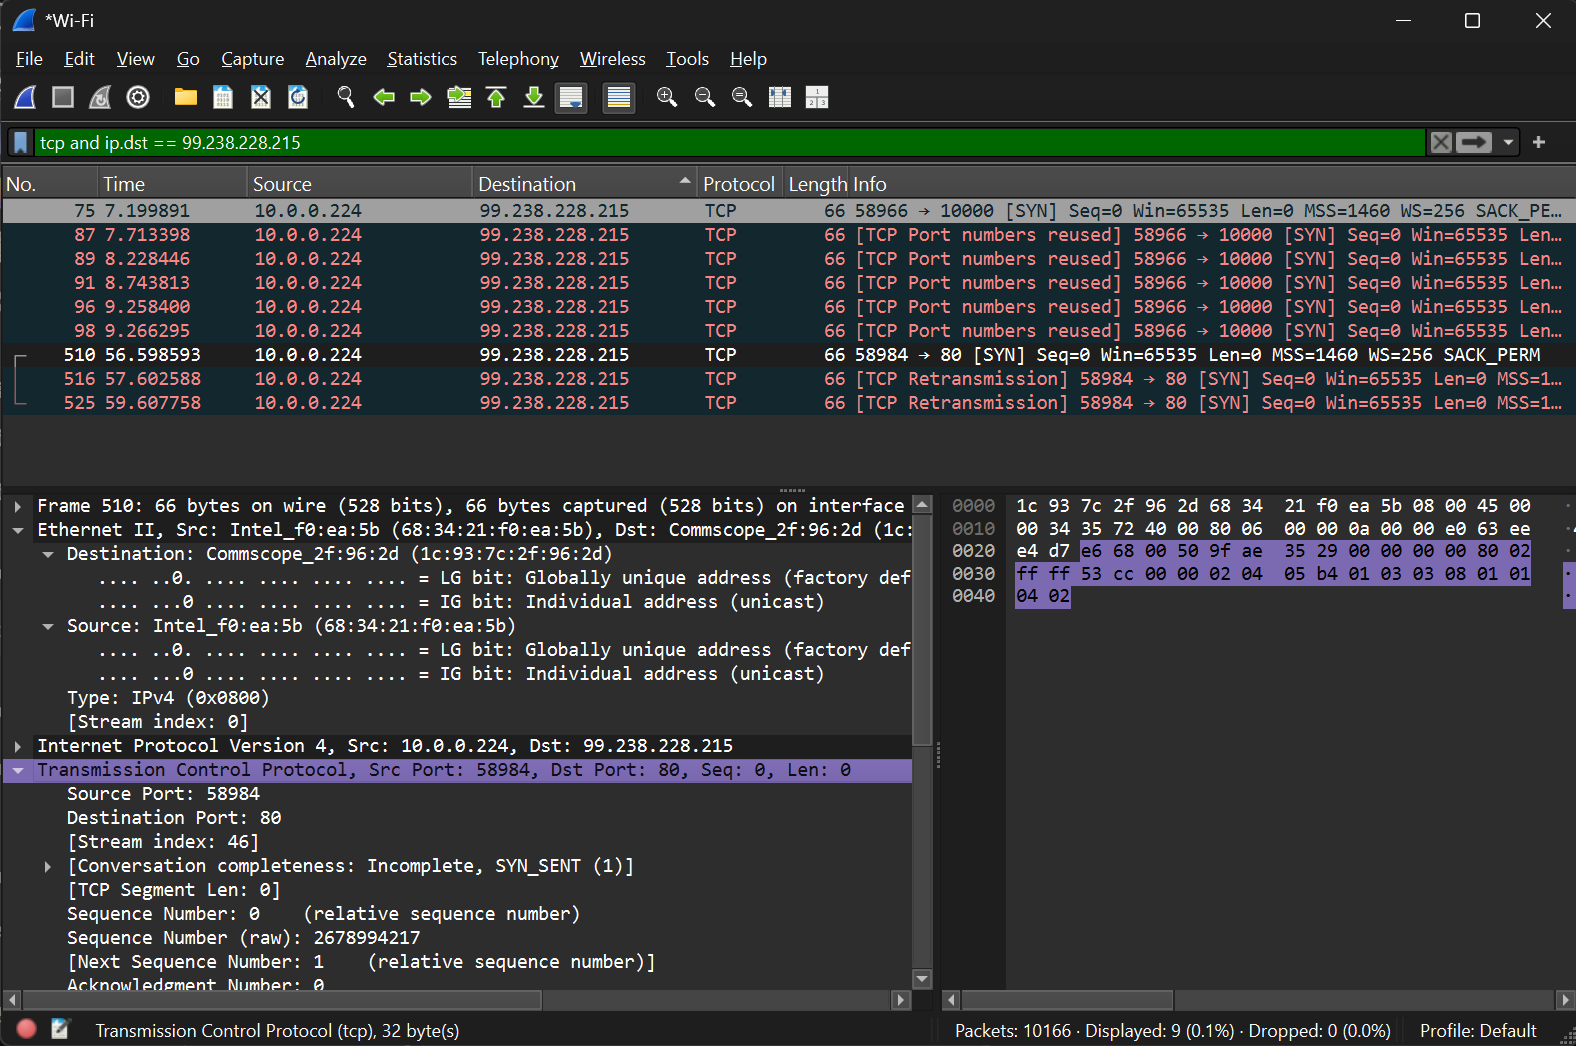 *Wi-Fi
File Edit View Go Capture Analyze Statistics Telephony Wireless Tools Help
tcp and ip.dst == 99.238.228.215
No. Time Source Destination Protocol Length Info
75 7.199891 10.0.0.224 99.238.228.215 TCP 66 58966 → 10000 [SYN] Seq=0 Win=65535 Len=0 MSS=1460 WS=256 SACK_PE…
87 7.713398 10.0.0.224 99.238.228.215 TCP 66 [TCP Port numbers reused] 58966 → 10000 [SYN] Seq=0 Win=65535 Len…
89 8.228446 10.0.0.224 99.238.228.215 TCP 66 [TCP Port numbers reused] 58966 → 10000 [SYN] Seq=0 Win=65535 Len…
91 8.743813 10.0.0.224 99.238.228.215 TCP 66 [TCP Port numbers reused] 58966 → 10000 [SYN] Seq=0 Win=65535 Len…
96 9.258400 10.0.0.224 99.238.228.215 TCP 66 [TCP Port numbers reused] 58966 → 10000 [SYN] Seq=0 Win=65535 Len…
98 9.266295 10.0.0.224 99.238.228.215 TCP 66 [TCP Port numbers reused] 58966 → 10000 [SYN] Seq=0 Win=65535 Len…
510 56.598593 10.0.0.224 99.238.228.215 TCP 66 58984 → 80 [SYN] Seq=0 Win=65535 Len=0 MSS=1460 WS=256 SACK_PERM
516 57.602588 10.0.0.224 99.238.228.215 TCP 66 [TCP Retransmission] 58984 → 80 [SYN] Seq=0 Win=65535 Len=0 MSS=1…
525 59.607758 10.0.0.224 99.238.228.215 TCP 66 [TCP Retransmission] 58984 → 80 [SYN] Seq=0 Win=65535 Len=0 MSS=1…
Frame 510: 66 bytes on wire (528 bits), 66 bytes captured (528 bits) on interface
Ethernet II, Src: Intel_f0:ea:5b (68:34:21:f0:ea:5b), Dst: Commscope_2f:96:2d (1c:
Destination: Commscope_2f:96:2d (1c:93:7c:2f:96:2d)
.... ..0. .... .... .... .... = LG bit: Globally unique address (factory def
.... ...0 .... .... .... .... = IG bit: Individual address (unicast)
Source: Intel_f0:ea:5b (68:34:21:f0:ea:5b)
.... ..0. .... .... .... .... = LG bit: Globally unique address (factory def
.... ...0 .... .... .... .... = IG bit: Individual address (unicast)
Type: IPv4 (0x0800)
[Stream index: 0]
Internet Protocol Version 4, Src: 10.0.0.224, Dst: 99.238.228.215
Transmission Control Protocol, Src Port: 58984, Dst Port: 80, Seq: 0, Len: 0
Source Port: 58984
Destination Port: 80
[Stream index: 46]
[Conversation completeness: Incomplete, SYN_SENT (1)]
[TCP Segment Len: 0]
Sequence Number: 0 (relative sequence number)
Sequence Number (raw): 2678994217
[Next Sequence Number: 1 (relative sequence number)]
Acknowledgment Number: 0
0000 1c 93 7c 2f 96 2d 68 34 21 f0 ea 5b 08 00 45 00
0010 00 34 35 72 40 00 80 06 00 00 0a 00 00 e0 63 ee
0020 e4 d7 e6 68 00 50 9f ae 35 29 00 00 00 00 80 02
0030 ff ff 53 cc 00 00 02 04 05 b4 01 03 03 08 01 01
0040 04 02
Transmission Control Protocol (tcp), 32 byte(s)
Packets: 10166 · Displayed: 9 (0.1%) · Dropped: 0 (0.0%)
Profile: Default